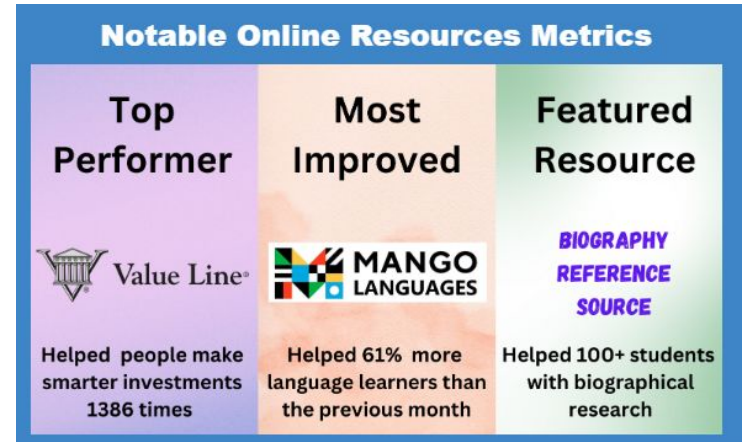 Notable Online Resources Metrics
Top
Performer
Value Line®
Helped people make
smarter investments
1386 times
Most
Improved
MANGO
LANGUAGES
Helped 61% more
language learners than
the previous month
Featured
Resource
BIOGRAPHY
REFERENCE
SOURCE
Helped 100+ students
with biographical
research